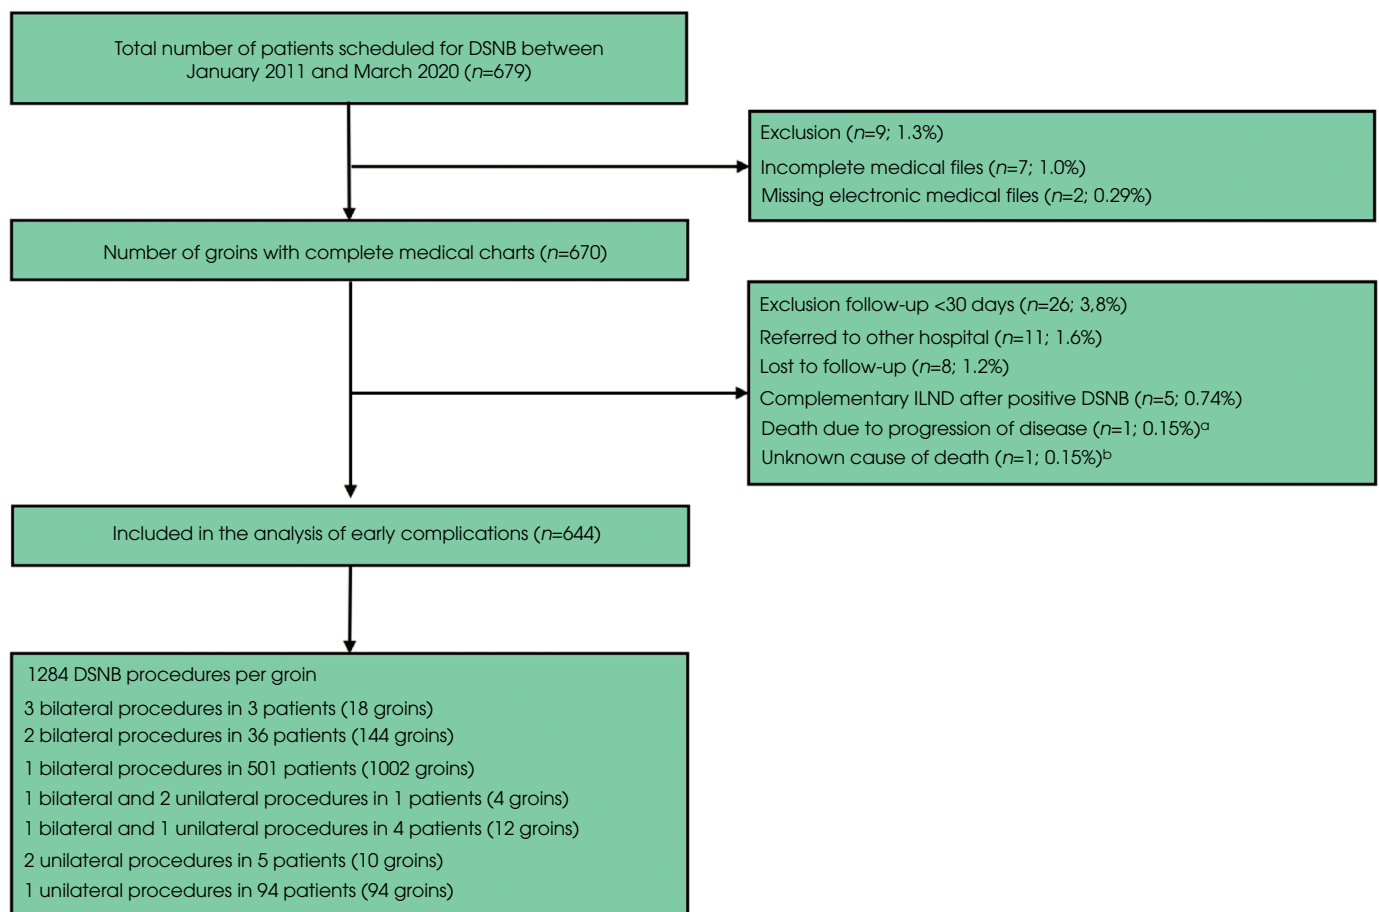 Total number of patients scheduled for DSNB between
January 2011 and March 2020 (n=679)
Exclusion (n=9; 1.3%)
Incomplete medical files (n=7; 1.0%)
Missing electronic medical files (n=2; 0.29%)
Number of groins with complete medical charts (n=670)
Exclusion follow-up <30 days (n=26; 3,8%)
Referred to other hospital (n=11; 1.6%)
Lost to follow-up (n=8; 1.2%)
Complementary ILND after positive DSNB (n=5; 0.74%)
Death due to progression of disease (n=1; 0.15%)a
Unknown cause of death (n=1; 0.15%)b
Included in the analysis of early complications (n=644)
1284 DSNB procedures per groin
3 bilateral procedures in 3 patients (18 groins)
2 bilateral procedures in 36 patients (144 groins)
1 bilateral procedures in 501 patients (1002 groins)
1 bilateral and 2 unilateral procedures in 1 patients (4 groins)
1 bilateral and 1 unilateral procedures in 4 patients (12 groins)
2 unilateral procedures in 5 patients (10 groins)
1 unilateral procedures in 94 patients (94 groins)